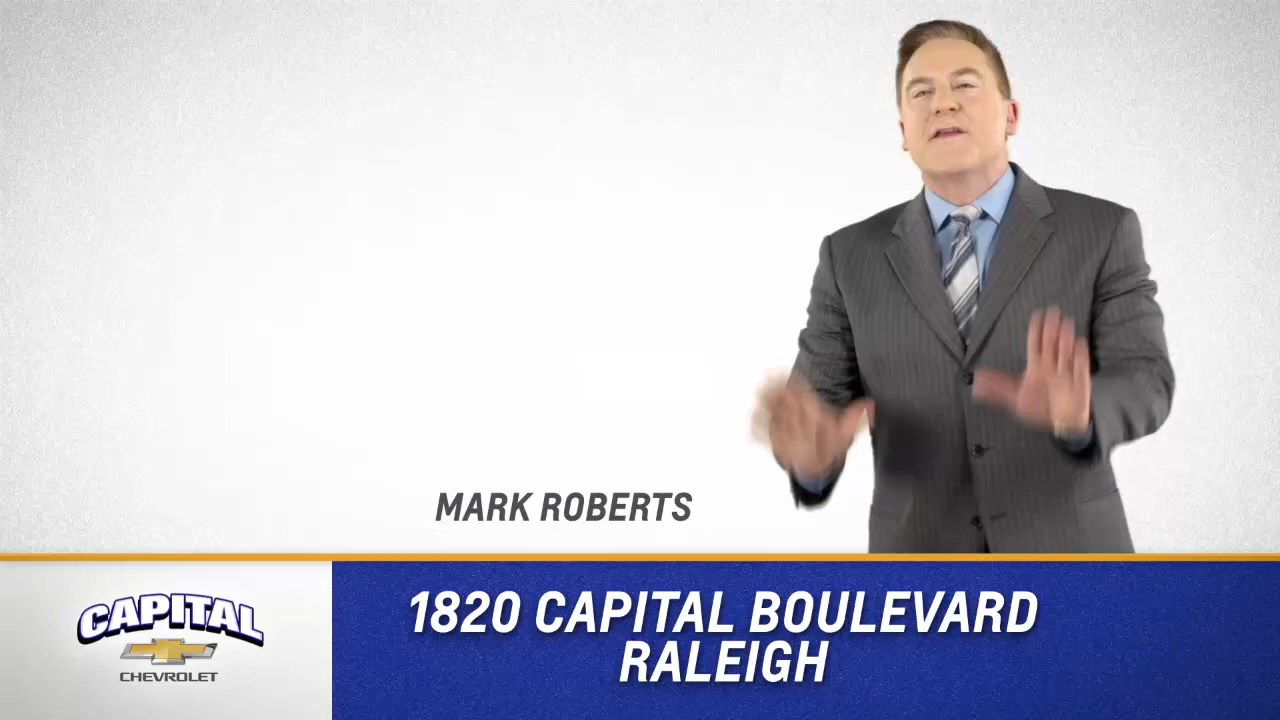 MARK ROBERTS
CAPITAL
CHEVROLET
1820 CAPITAL BOULEVARD
RALEIGH